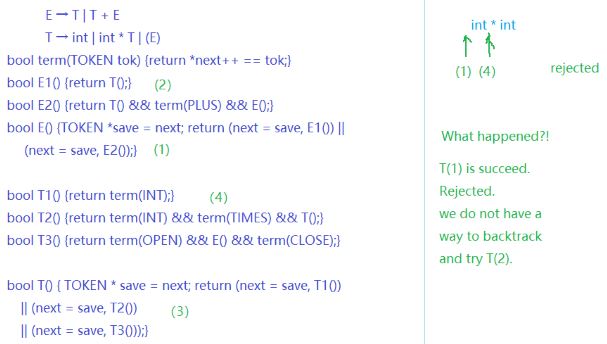 E → T | T + E
T → int | int * T | (E)
bool term(TOKEN tok) {return *next++ == tok;}
bool E1() {return T();} (2)
bool E2() {return T() && term(PLUS) && E();}
bool E() {TOKEN *save = next; return (next = save, E1()) ||
(next = save, E2());} (1)
bool T1() {return term(INT);} (4)
bool T2() {return term(INT) && term(TIMES) && T();}
bool T3() {return term(OPEN) && E() && term(CLOSE);}
bool T() { TOKEN * save = next; return (next = save, T1())
|| (next = save, T2()) (3)
|| (next = save, T3()));}
int * int
(1) (4) rejected
What happened?!
T(1) is succeed.
Rejected.
we do not have a
way to backtrack
and try T(2).